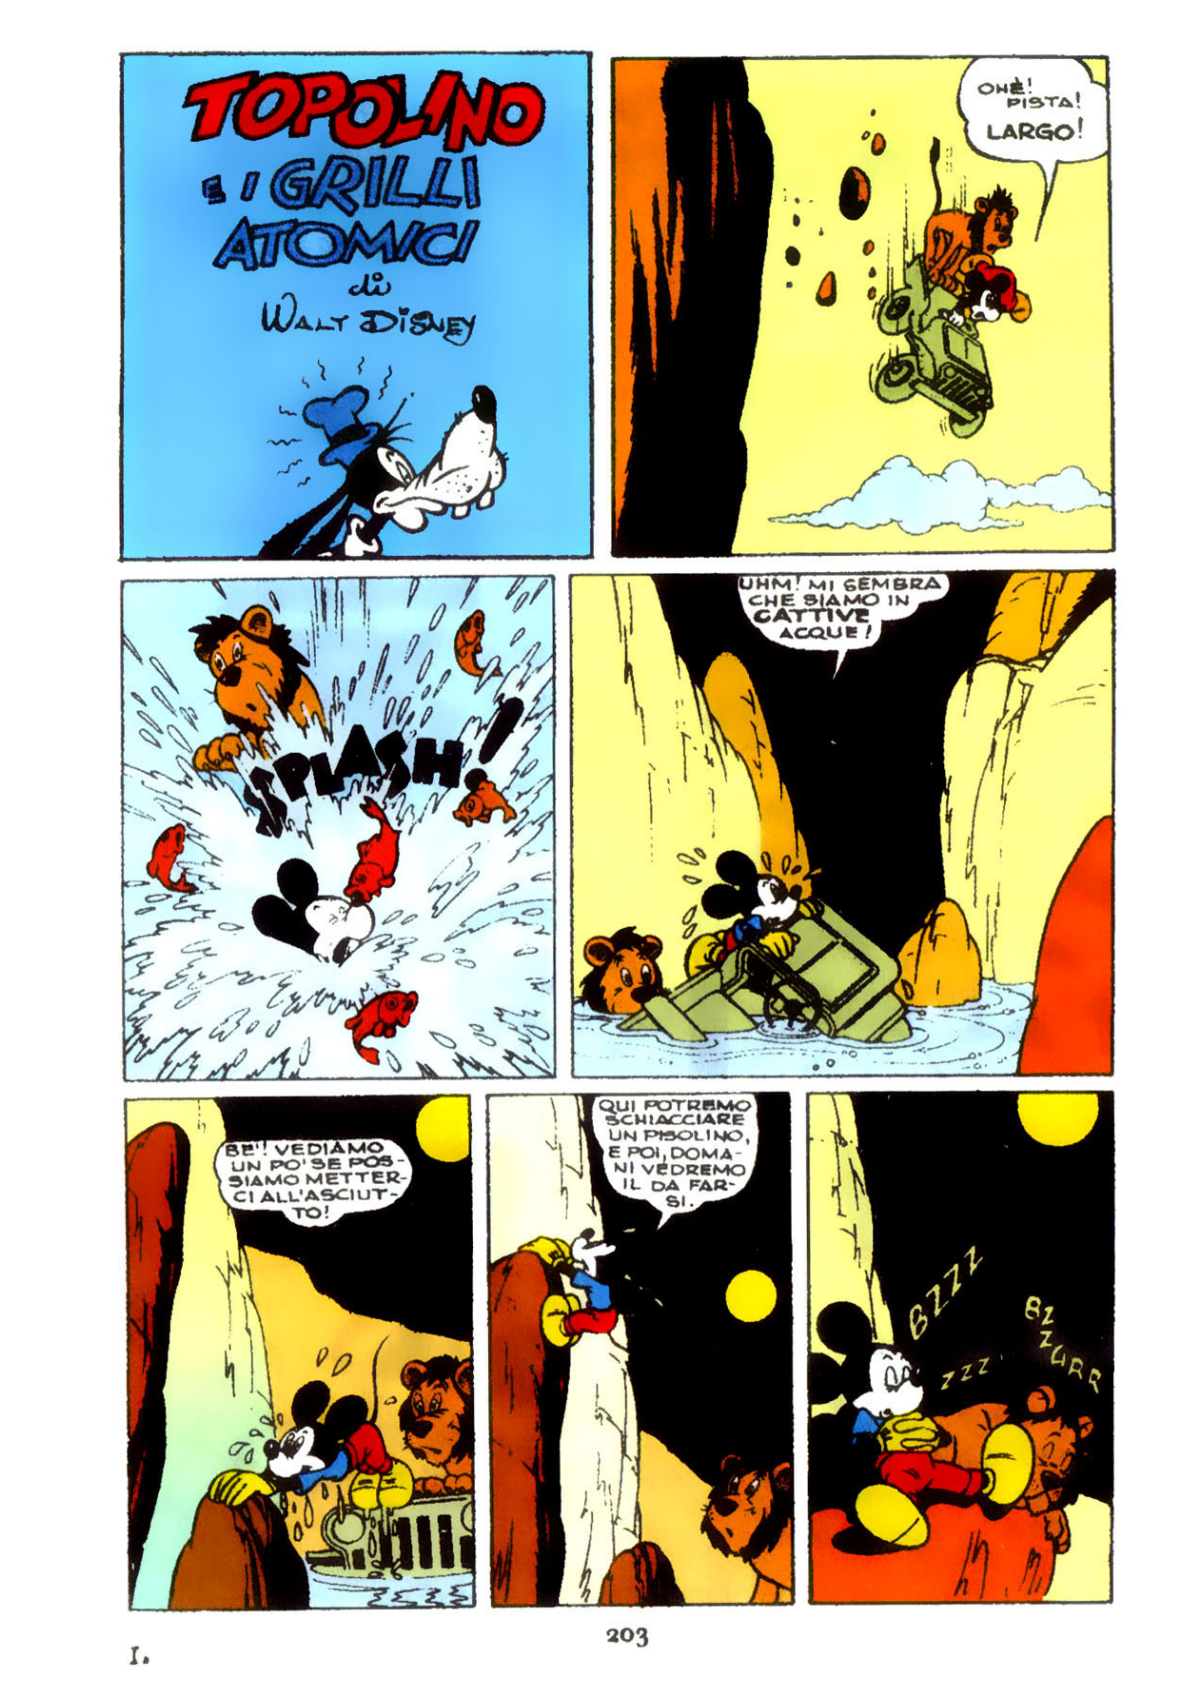 TOPOLINO
E I GRILLI
ATOMICI
di
WALT DISNEY
OHÈ!
PISTA!
LARGO!
SPLASH!
UHM! MI SEMBRA
CHE SIAMO IN
CATTIVE
ACQUE!
BE'! VEDIAMO
UN PO' SE POS-
SIAMO METTER-
CI ALL'ASCIUT-
TO!
QUI POTREMO
SCHIACCIARE
UN PISOLINO,
E POI, DOMA-
NI VEDREMO
IL DA FAR-
SI.
BZZZ
ZZZ
BZ
ZURR
203
I.